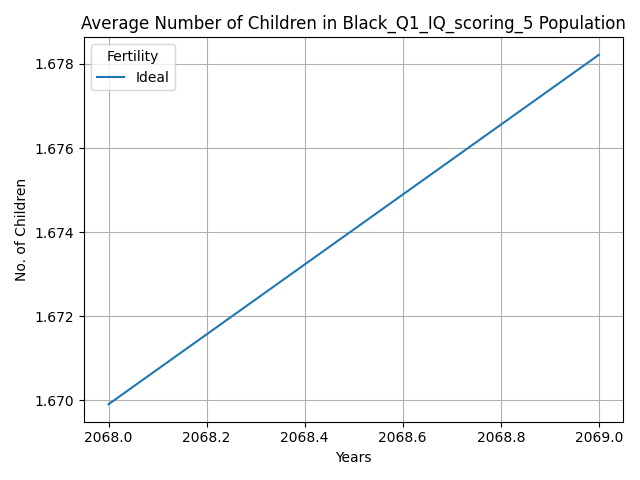 Average Number of Children in Black_Q1_IQ_scoring_5 Population
Fertility
Ideal
No. of Children
1.678
1.676
1.674
1.672
1.670
2068.0 2068.2 2068.4 2068.6 2068.8 2069.0
Years